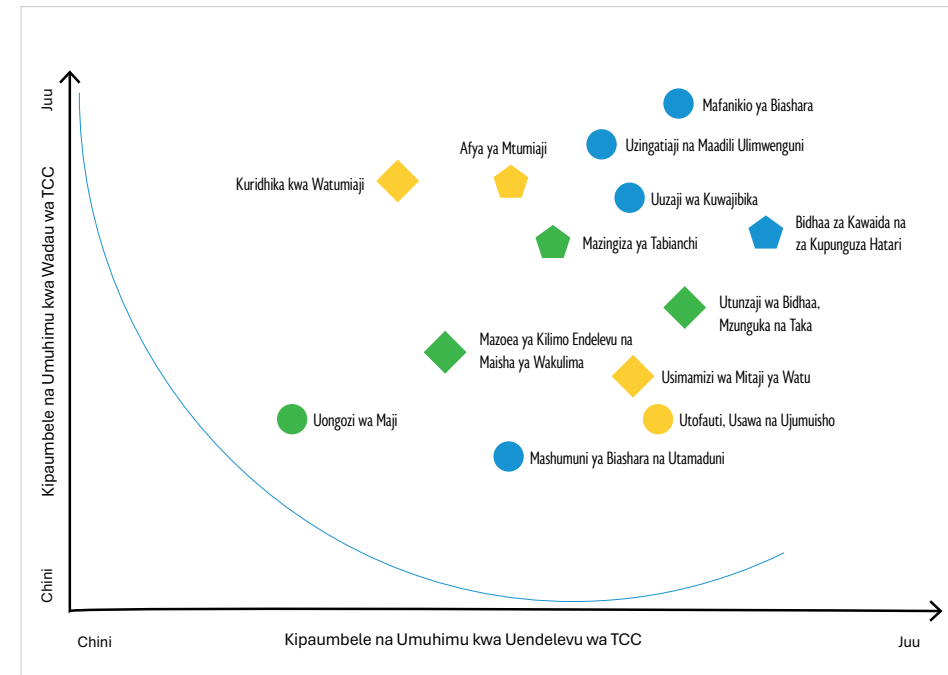 Juu
Kipaumbele na Umuhimu kwa Wadau wa TCC
Chini
Mafanikio ya Biashara
Uzingatiaji na Maadili Ulimwenguni
Afya ya Mtumiaji
Kuridhika kwa Watumiaji
Uuzaji wa Kuwajibika
Bidhaa za Kawaida na
za Kupunguza Hatari
Mazingiza ya Tabianchi
Utunzaji wa Bidhaa,
Mzunguka na Taka
Mazoea ya Kilimo Endelevu na
Maisha ya Wakulima
Usimamizi wa Mitaji ya Watu
Uongozi wa Maji
Utofauti, Usawa na Ujumuisho
Mashumuni ya Biashara na Utamaduni
Chini
Kipaumbele na Umuhimu kwa Uendelevu wa TCC
Juu